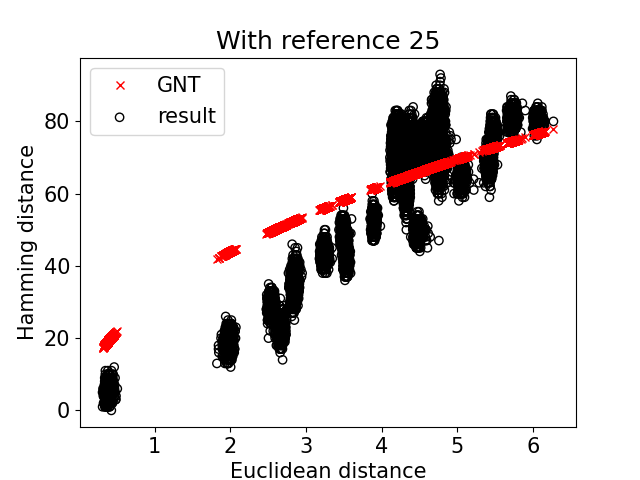 With reference 25
GNT
result
Hamming distance
80
60
40
20
0
1 2 3 4 5 6
Euclidean distance